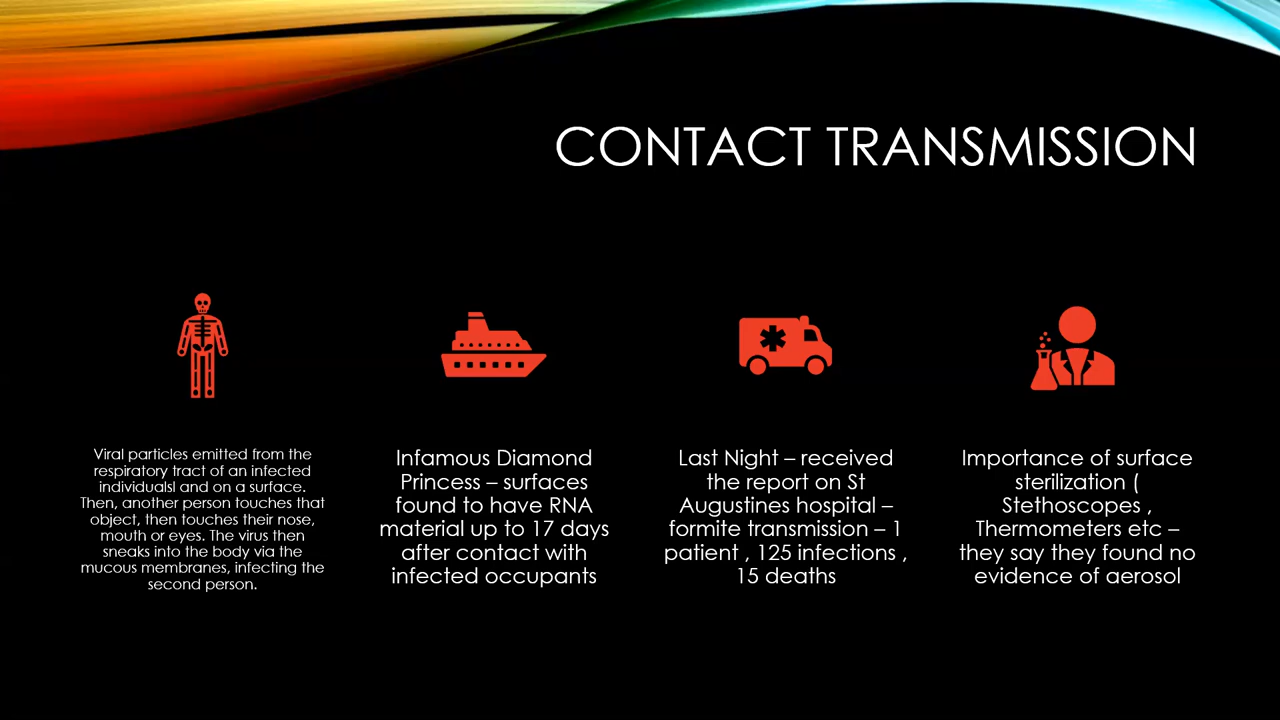 CONTACT TRANSMISSION
Viral particles emitted from the
respiratory tract of an infected
individualsl and on a surface.
Then, another person touches that
object, then touches their nose,
mouth or eyes. The virus then
sneaks into the body via the
mucous membranes, infecting the
second person.
Infamous Diamond
Princess – surfaces
found to have RNA
material up to 17 days
after contact with
infected occupants
Last Night – received
the report on St
Augustines hospital –
formite transmission – 1
patient , 125 infections ,
15 deaths
Importance of surface
sterilization (
Stethoscopes ,
Thermometers etc –
they say they found no
evidence of aerosol